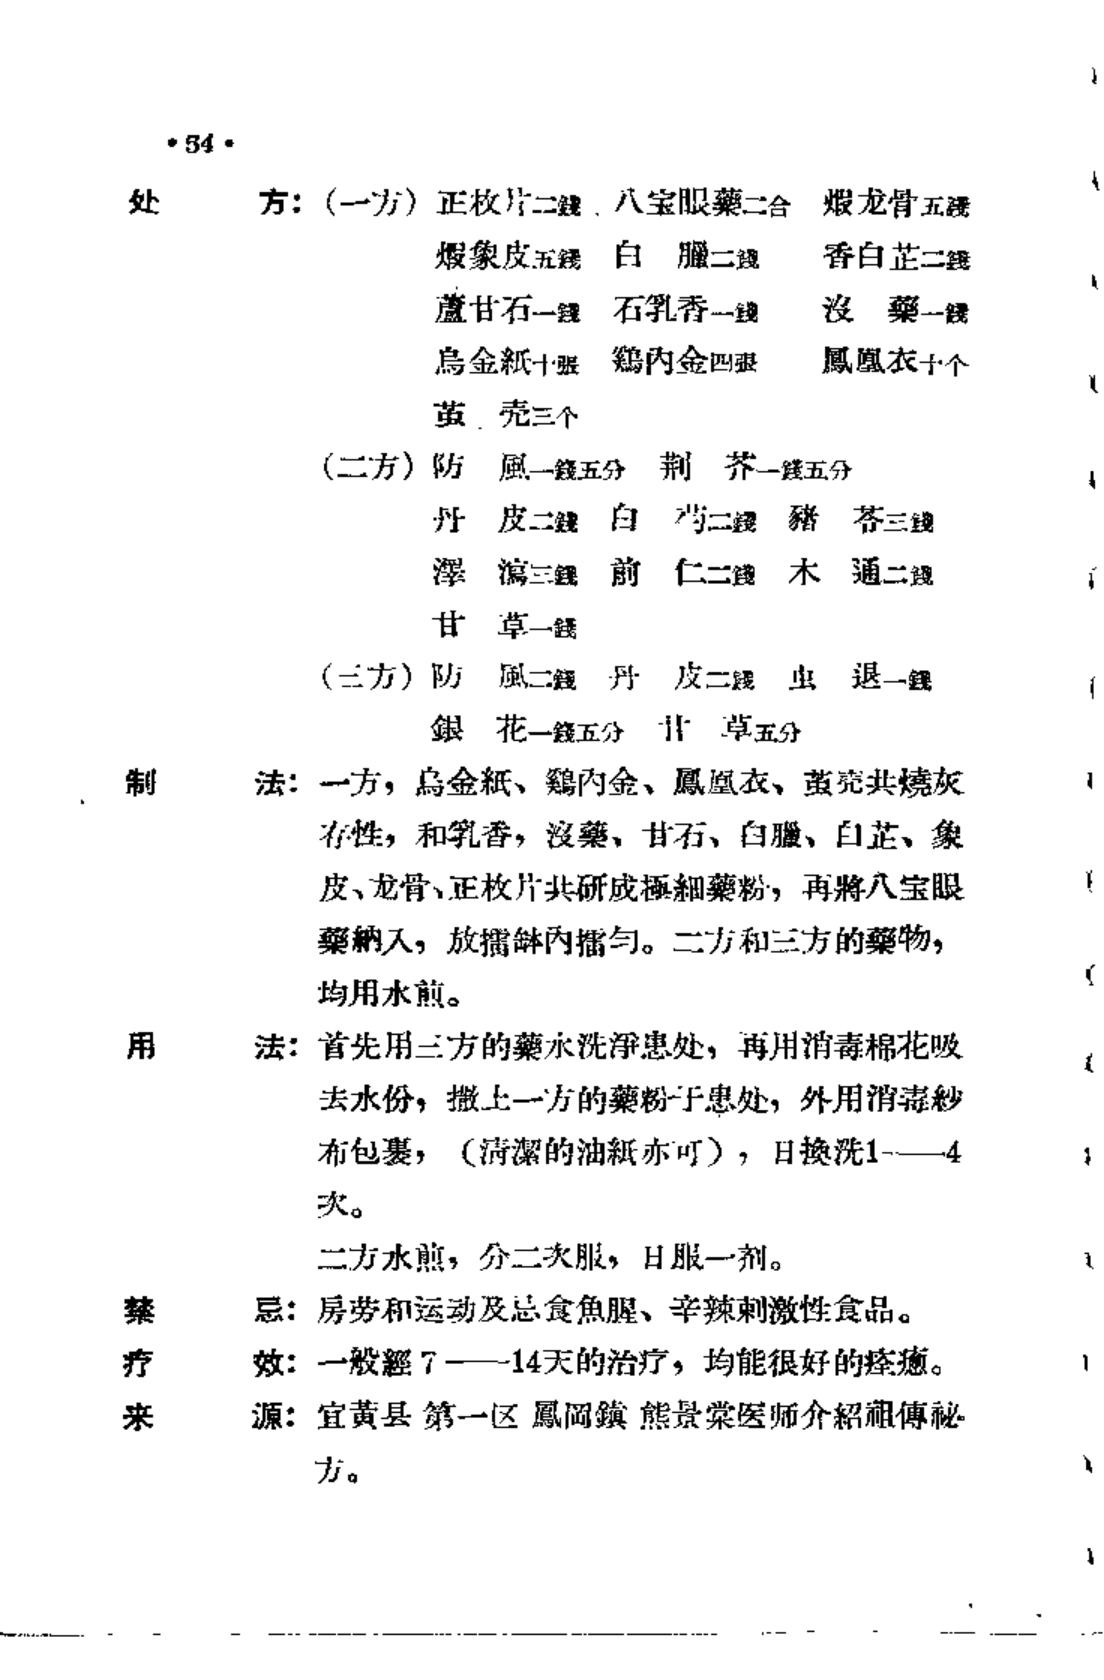 •54•
处 方：（一方）正枚片二錢 八宝眼藥二合 煆龙骨五錢
煆象皮五錢 白 臘二錢 香白芷二錢
蘆甘石一錢 石乳香一錢 沒 藥一錢
烏金紙十張 鷄內金四張 鳳凰衣十个
茧 壳三个
（二方）防 風一錢五分 荆 芥一錢五分
丹 皮二錢 白 芍二錢 豬 苓三錢
澤 瀉三錢 前 仁二錢 木 通二錢
甘 草一錢
（三方）防 風二錢 丹 皮二錢 虫 退一錢
銀 花一錢五分 甘 草五分
制 法：一方，烏金紙、鷄內金、鳳凰衣、茧壳共燒灰
存性，和乳香，沒藥、甘石、白臘、白芷、象
皮、龙骨、正枚片共研成極細藥粉，再將八宝眼
藥納入，放擂缽內擂匀。二方和三方的藥物，
均用水煎。
用 法：首先用三方的藥水洗淨患处，再用消毒棉花吸
去水份，撒上一方的藥粉于患处，外用消毒紗
布包裹，（清潔的油紙亦可），日換洗1——4
次。
二方水煎，分二次服，日服一剂。
禁 忌：房劳和运动及忌食魚腥、辛辣刺激性食品。
疗 效：一般經7——14天的治疗，均能很好的痊癒。
来 源：宜黃县 第一区 鳳岡鎮 熊景棠医师介紹祖傳祕
方。